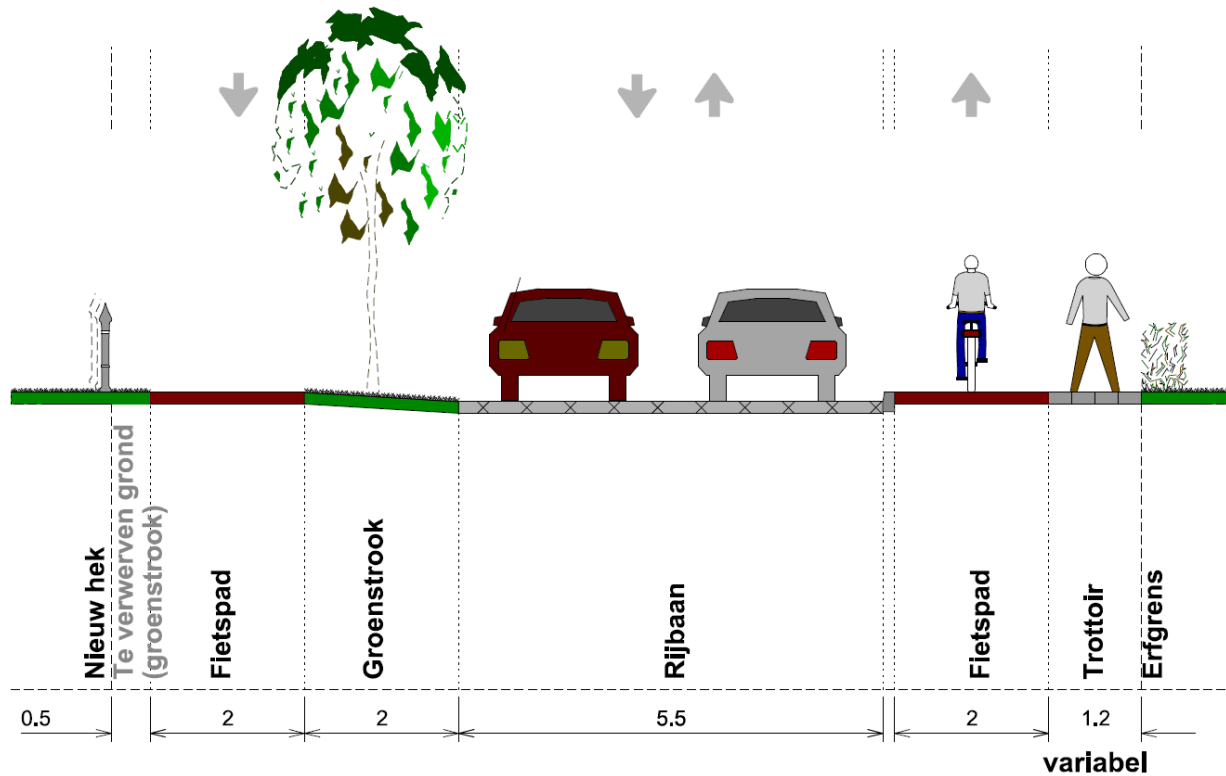 Nieuw hek
Te verwerven grond
(groenstrook)
Fietspad
Groenstrook
Rijbaan
Fietspad
Trottoir
Erfgrens
0.5
2
2
5.5
2
1.2
variabel